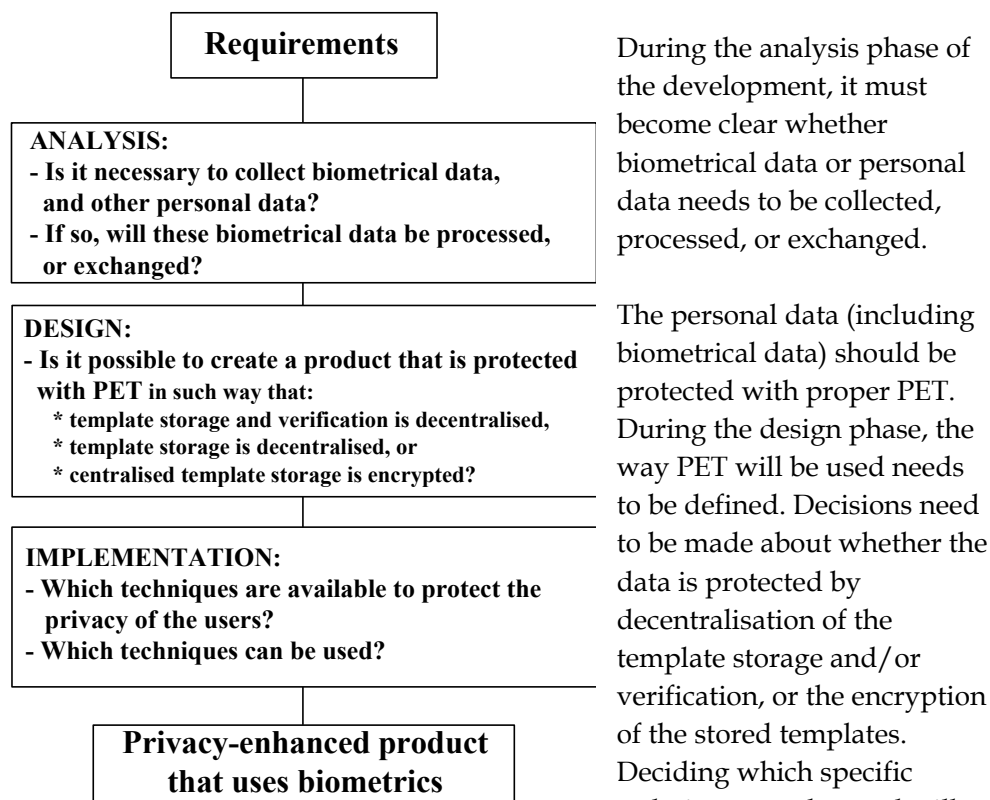 Requirements
ANALYSIS:
- Is it necessary to collect biometrical data,
and other personal data?
- If so, will these biometrical data be processed,
or exchanged?
DESIGN:
- Is it possible to create a product that is protected
with PET in such way that:
* template storage and verification is decentralised,
* template storage is decentralised, or
* centralised template storage is encrypted?
IMPLEMENTATION:
- Which techniques are available to protect the
privacy of the users?
- Which techniques can be used?
Privacy-enhanced product
that uses biometrics
During the analysis phase of
the development, it must
become clear whether
biometrical data or personal
data needs to be collected,
processed, or exchanged.
The personal data (including
biometrical data) should be
protected with proper PET.
During the design phase, the
way PET will be used needs
to be defined. Decisions need
to be made about whether the
data is protected by
decentralisation of the
template storage and/or
verification, or the encryption
of the stored templates.
Deciding which specific